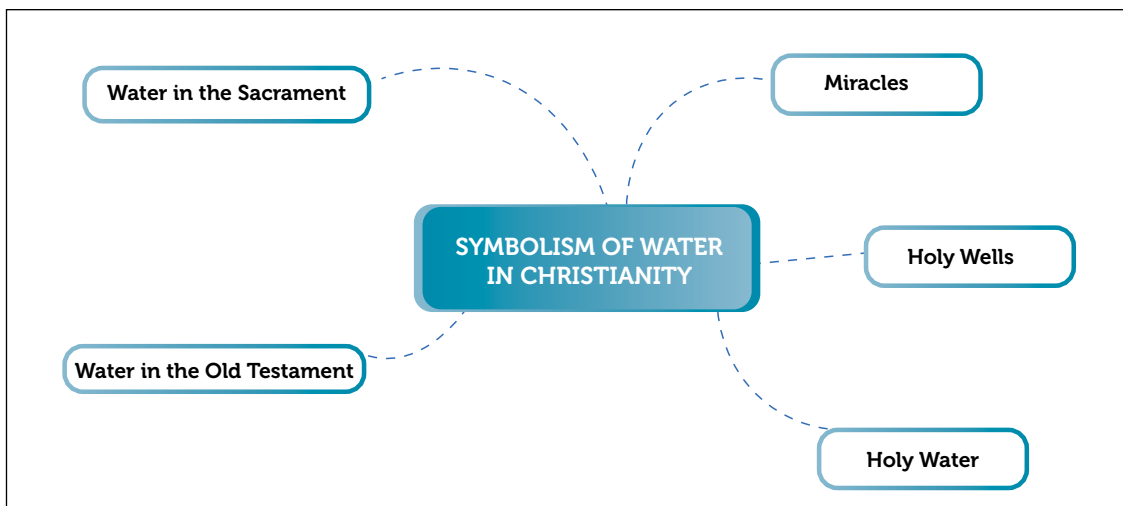 Water in the Sacrament
Miracles
SYMBOLISM OF WATER
IN CHRISTIANITY
Holy Wells
Water in the Old Testament
Holy Water